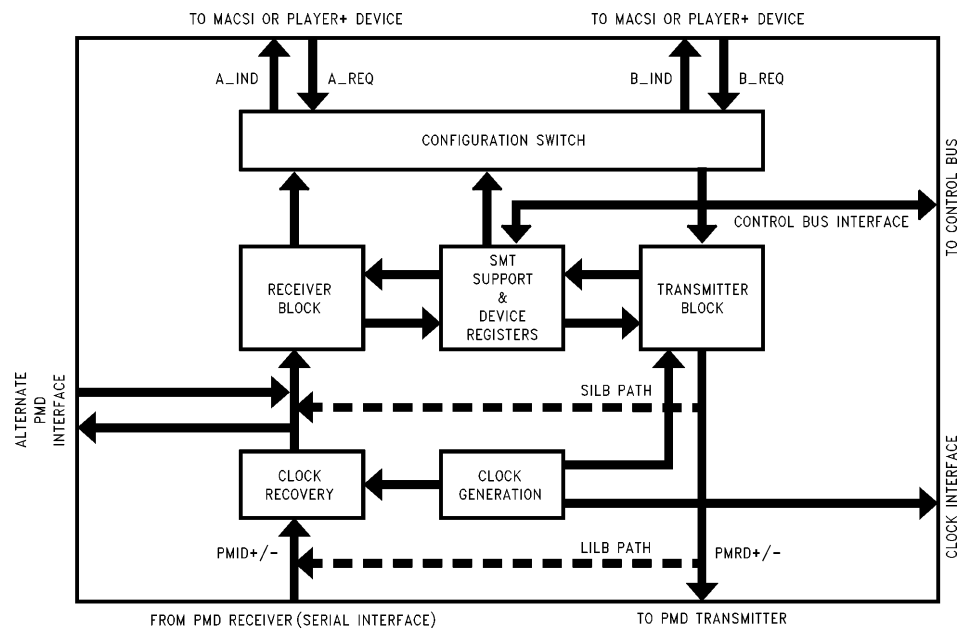 TO MACSI OR PLAYER+ DEVICE
TO MACSI OR PLAYER+ DEVICE
A_IND
A_REQ
B_IND
B_REQ
CONFIGURATION SWITCH
TO CONTROL BUS
CONTROL BUS INTERFACE
RECEIVER
BLOCK
SMT
SUPPORT
&
DEVICE
REGISTERS
TRANSMITTER
BLOCK
ALTERNATE
PMD
INTERFACE
SILB PATH
CLOCK
RECOVERY
CLOCK
GENERATION
CLOCK INTERFACE
PMID+/-
LILB PATH
PMRD+/-
FROM PMD RECEIVER(SERIAL INTERFACE)
TO PMD TRANSMITTER